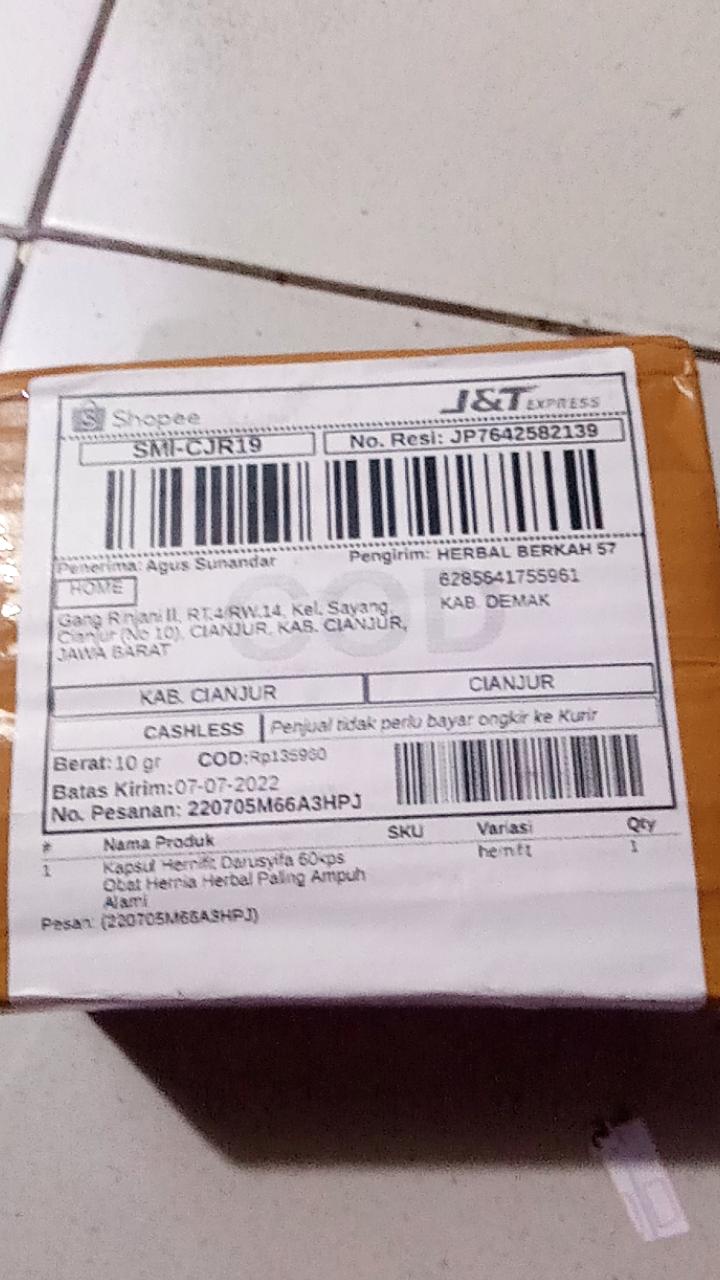 Shopee
J&T EXPRESS
SMI-CJR19
No. Resi: JP7642582139
Penerima: Agus Sunandar
Pengirim: HERBAL BERKAH 57
HOME
6285641755961
KAB. DEMAK
COD
Gang Rinjani II, RT.4/RW.14, Kel. Sayang,
Cianjur (No 10), CIANJUR, KAB. CIANJUR,
JAWA BARAT
KAB. CIANJUR
CIANJUR
CASHLESS
Penjual tidak perlu bayar ongkir ke Kurir
Berat: 10 gr
COD:Rp135960
Batas Kirim: 07-07-2022
No. Pesanan: 220705M66A3HPJ
# Nama Produk SKU Variasi Qty
1 Kapsul Hernifit Darusyifa 60kps 1
Obat Hernia Herbal Paling Ampuh
Alami
Pesan: (220705M66A3HPJ)